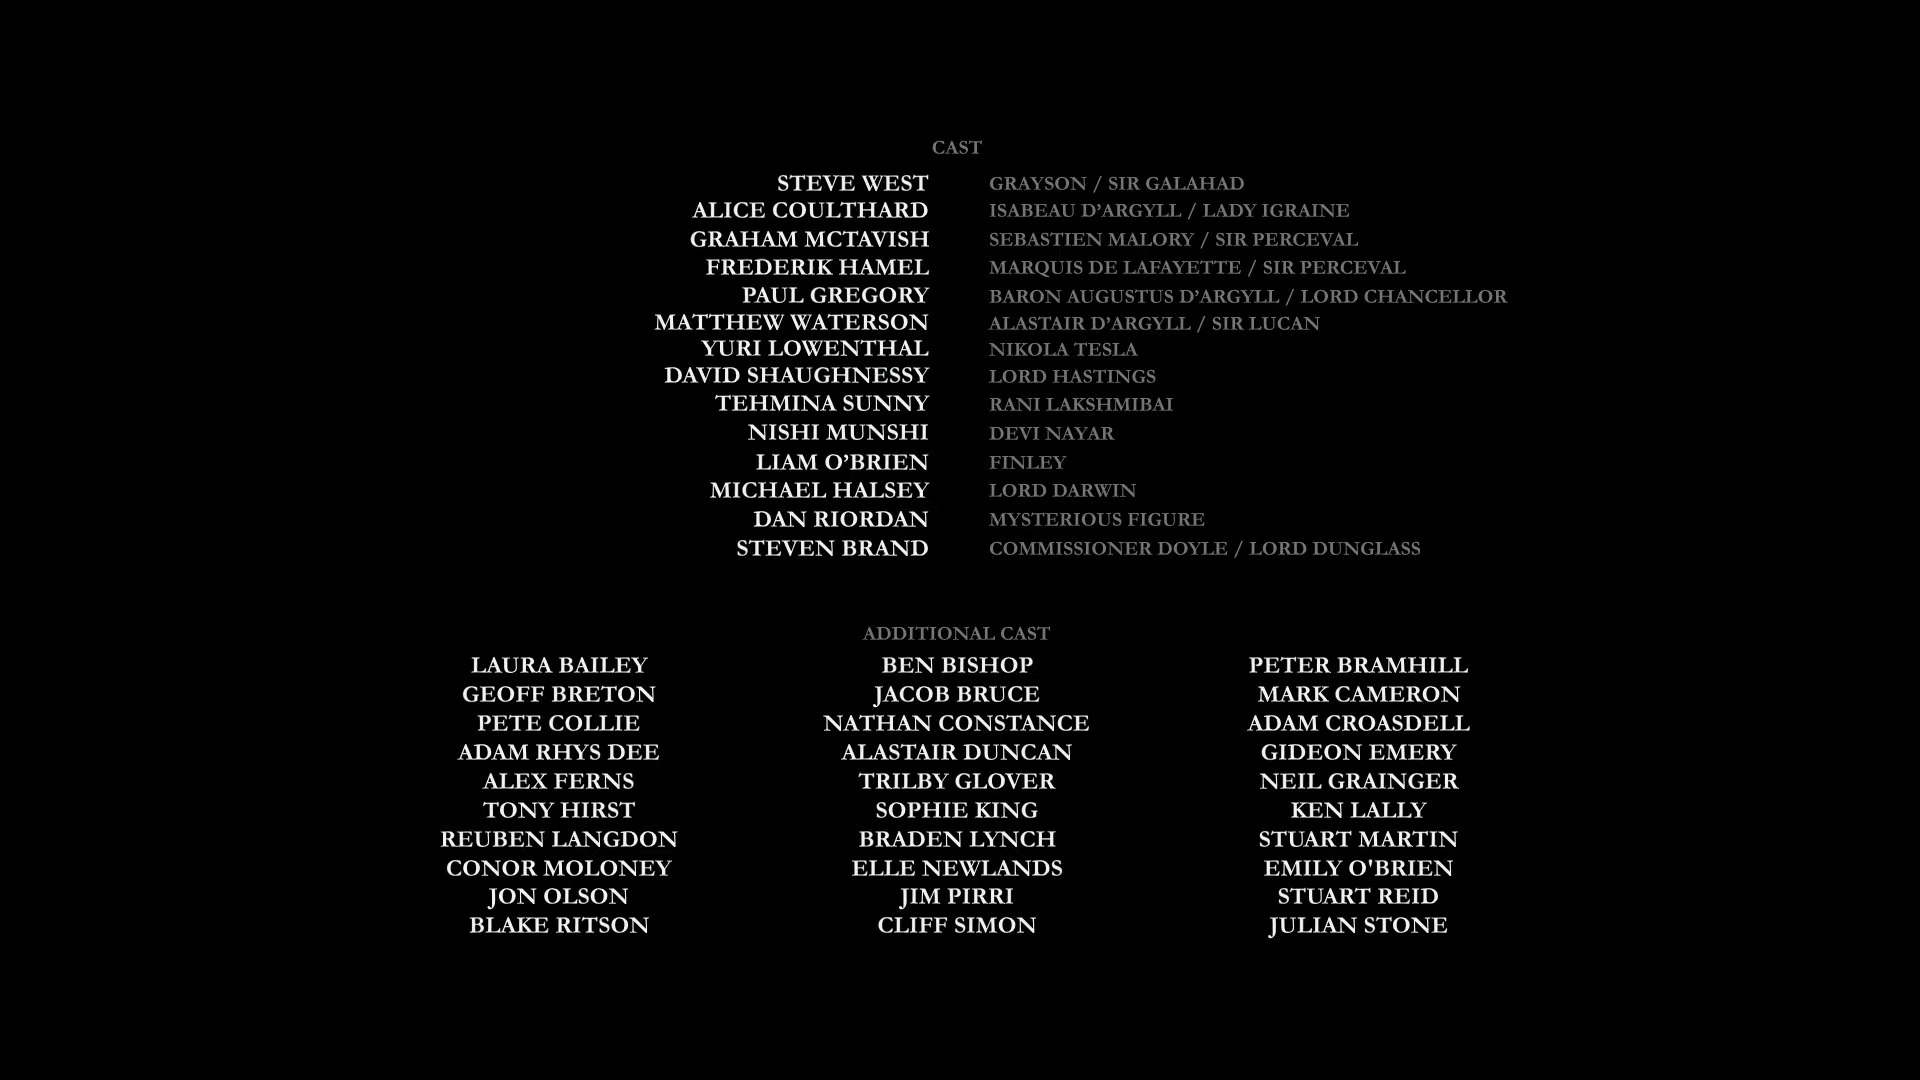 CAST
STEVE WEST GRAYSON / SIR GALAHAD
ALICE COULTHARD ISABEAU D’ARGYLL / LADY IGRAINE
GRAHAM MCTAVISH SEBASTIEN MALORY / SIR PERCEVAL
FREDERIK HAMEL MARQUIS DE LAFAYETTE / SIR PERCEVAL
PAUL GREGORY BARON AUGUSTUS D’ARGYLL / LORD CHANCELLOR
MATTHEW WATERSON ALASTAIR D’ARGYLL / SIR LUCAN
YURI LOWENTHAL NIKOLA TESLA
DAVID SHAUGHNESSY LORD HASTINGS
TEHMINA SUNNY RANI LAKSHMIBAI
NISHI MUNSHI DEVI NAYAR
LIAM O’BRIEN FINLEY
MICHAEL HALSEY LORD DARWIN
DAN RIORDAN MYSTERIOUS FIGURE
STEVEN BRAND COMMISSIONER DOYLE / LORD DUNGLASS
ADDITIONAL CAST
LAURA BAILEY BEN BISHOP PETER BRAMHILL
GEOFF BRETON JACOB BRUCE MARK CAMERON
PETE COLLIE NATHAN CONSTANCE ADAM CROASDELL
ADAM RHYS DEE ALASTAIR DUNCAN GIDEON EMERY
ALEX FERNS TRILBY GLOVER NEIL GRAINGER
TONY HIRST SOPHIE KING KEN LALLY
REUBEN LANGDON BRADEN LYNCH STUART MARTIN
CONOR MOLONEY ELLE NEWLANDS EMILY O'BRIEN
JON OLSON JIM PIRRI STUART REID
BLAKE RITSON CLIFF SIMON JULIAN STONE